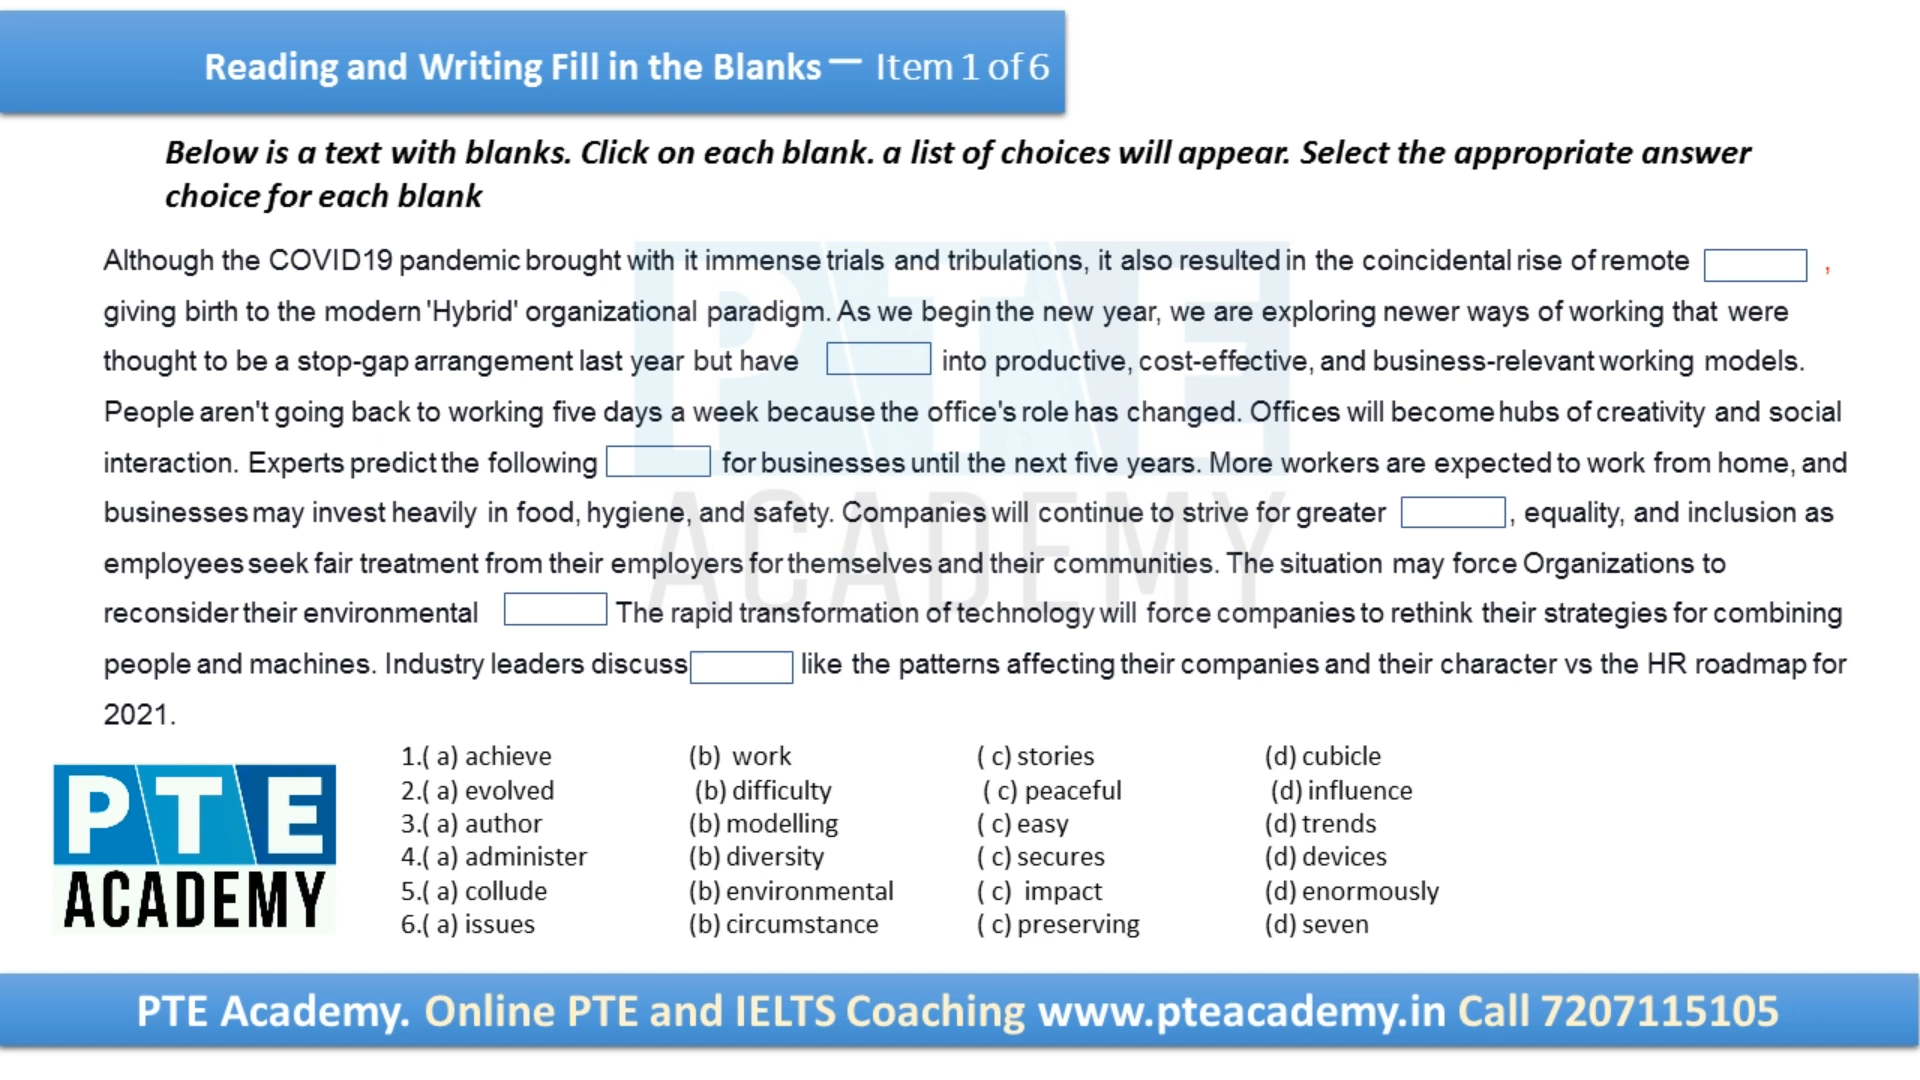 Reading and Writing Fill in the Blanks — Item 1 of 6
Below is a text with blanks. Click on each blank. a list of choices will appear. Select the appropriate answer
choice for each blank
Although the COVID19 pandemic brought with it immense trials and tribulations, it also resulted in the coincidental rise of remote ,
giving birth to the modern 'Hybrid' organizational paradigm. As we begin the new year, we are exploring newer ways of working that were
thought to be a stop-gap arrangement last year but have into productive, cost-effective, and business-relevant working models.
People aren't going back to working five days a week because the office's role has changed. Offices will become hubs of creativity and social
interaction. Experts predict the following for businesses until the next five years. More workers are expected to work from home, and
businesses may invest heavily in food, hygiene, and safety. Companies will continue to strive for greater , equality, and inclusion as
employees seek fair treatment from their employers for themselves and their communities. The situation may force Organizations to
reconsider their environmental The rapid transformation of technology will force companies to rethink their strategies for combining
people and machines. Industry leaders discuss like the patterns affecting their companies and their character vs the HR roadmap for
2021.
1.( a) achieve (b) work ( c) stories (d) cubicle
2.( a) evolved (b) difficulty ( c) peaceful (d) influence
3.( a) author (b) modelling ( c) easy (d) trends
4.( a) administer (b) diversity ( c) secures (d) devices
5.( a) collude (b) environmental ( c) impact (d) enormously
6.( a) issues (b) circumstance ( c) preserving (d) seven
PTE
ACADEMY
PTE
ACADEMY
PTE Academy. Online PTE and IELTS Coaching www.pteacademy.in Call 7207115105